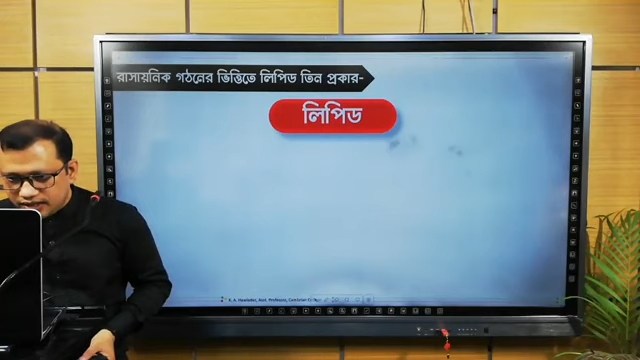 রাসায়নিক গঠনের ভিত্তিতে লিপিড তিন প্রকার-
লিপিড